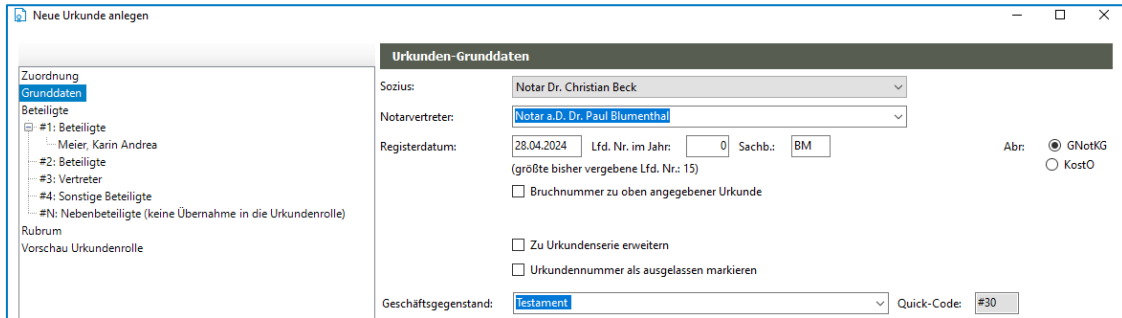 Neue Urkunde anlegen
Urkunden-Grunddaten
Zuordnung
Grunddaten
Beteiligte
#1: Beteiligte
Meier, Karin Andrea
#2: Beteiligte
#3: Vertreter
#4: Sonstige Beteiligte
#N: Nebenbeteiligte (keine Übernahme in die Urkundenrolle)
Rubrum
Vorschau Urkundenrolle
Sozius: Notar Dr. Christian Beck
Notarvertreter: Notar a.D. Dr. Paul Blumenthal
Registerdatum: 28.04.2024 Lfd. Nr. im Jahr: 0 Sachb.: BM Abr: GNotKG
KostO
(größte bisher vergebene Lfd. Nr.: 15)
Bruchnummer zu oben angegebener Urkunde
Zu Urkundenserie erweitern
Urkundennummer als ausgelassen markieren
Geschäftsgegenstand: Testament Quick-Code: #30